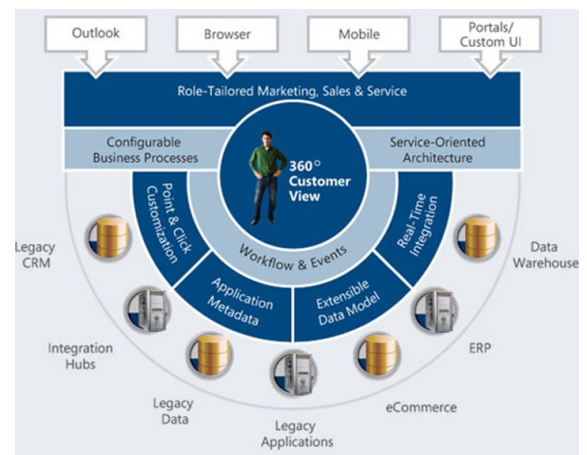 Outlook
Browser
Mobile
Portals/
Custom UI
Role-Tailored Marketing, Sales & Service
Configurable
Business Processes
Service-Oriented
Architecture
360°
Customer
View
Point & Click
Customization
Workflow & Events
Real-Time
Integration
Application
Metadata
Extensible
Data Model
Legacy
CRM
Data
Warehouse
Integration
Hubs
ERP
Legacy
Data
eCommerce
Legacy
Applications